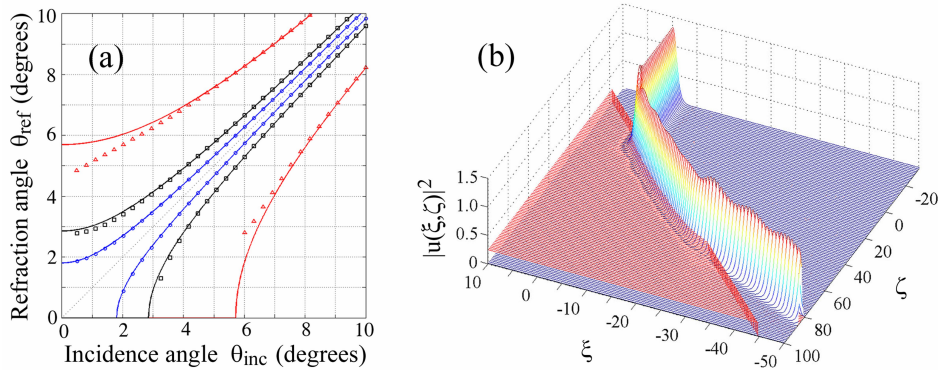 (a)
10
8
6
4
2
0
Refraction angle θref (degrees)
0 2 4 6 8 10
Incidence angle θinc (degrees)
(b)
1.5
1
0.5
0
|u(ξ,ζ)|²
10 0 -10 -20 -30 -40 -50
ξ
-20
0
20
40
60
80
100
ζ